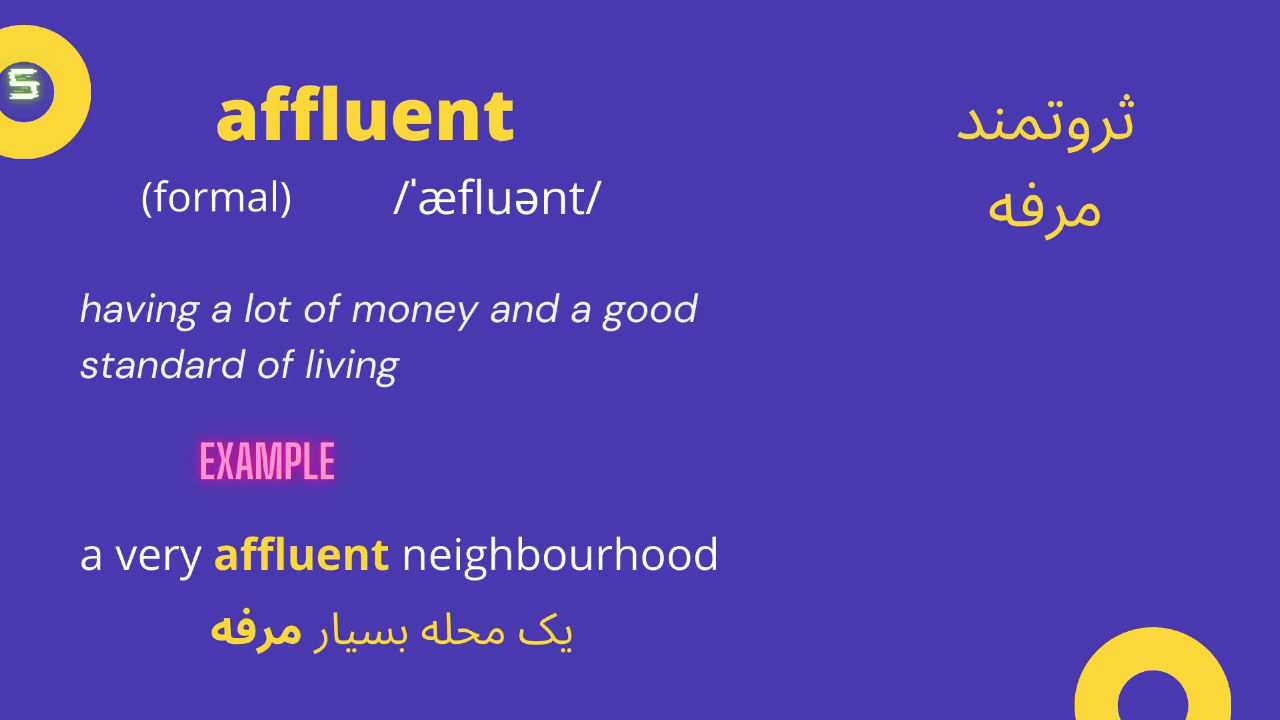 5
affluent
ثروتمند
(formal) /ˈæfluənt/
مرفه
having a lot of money and a good
standard of living
EXAMPLE
a very affluent neighbourhood
یک محله بسیار مرفه